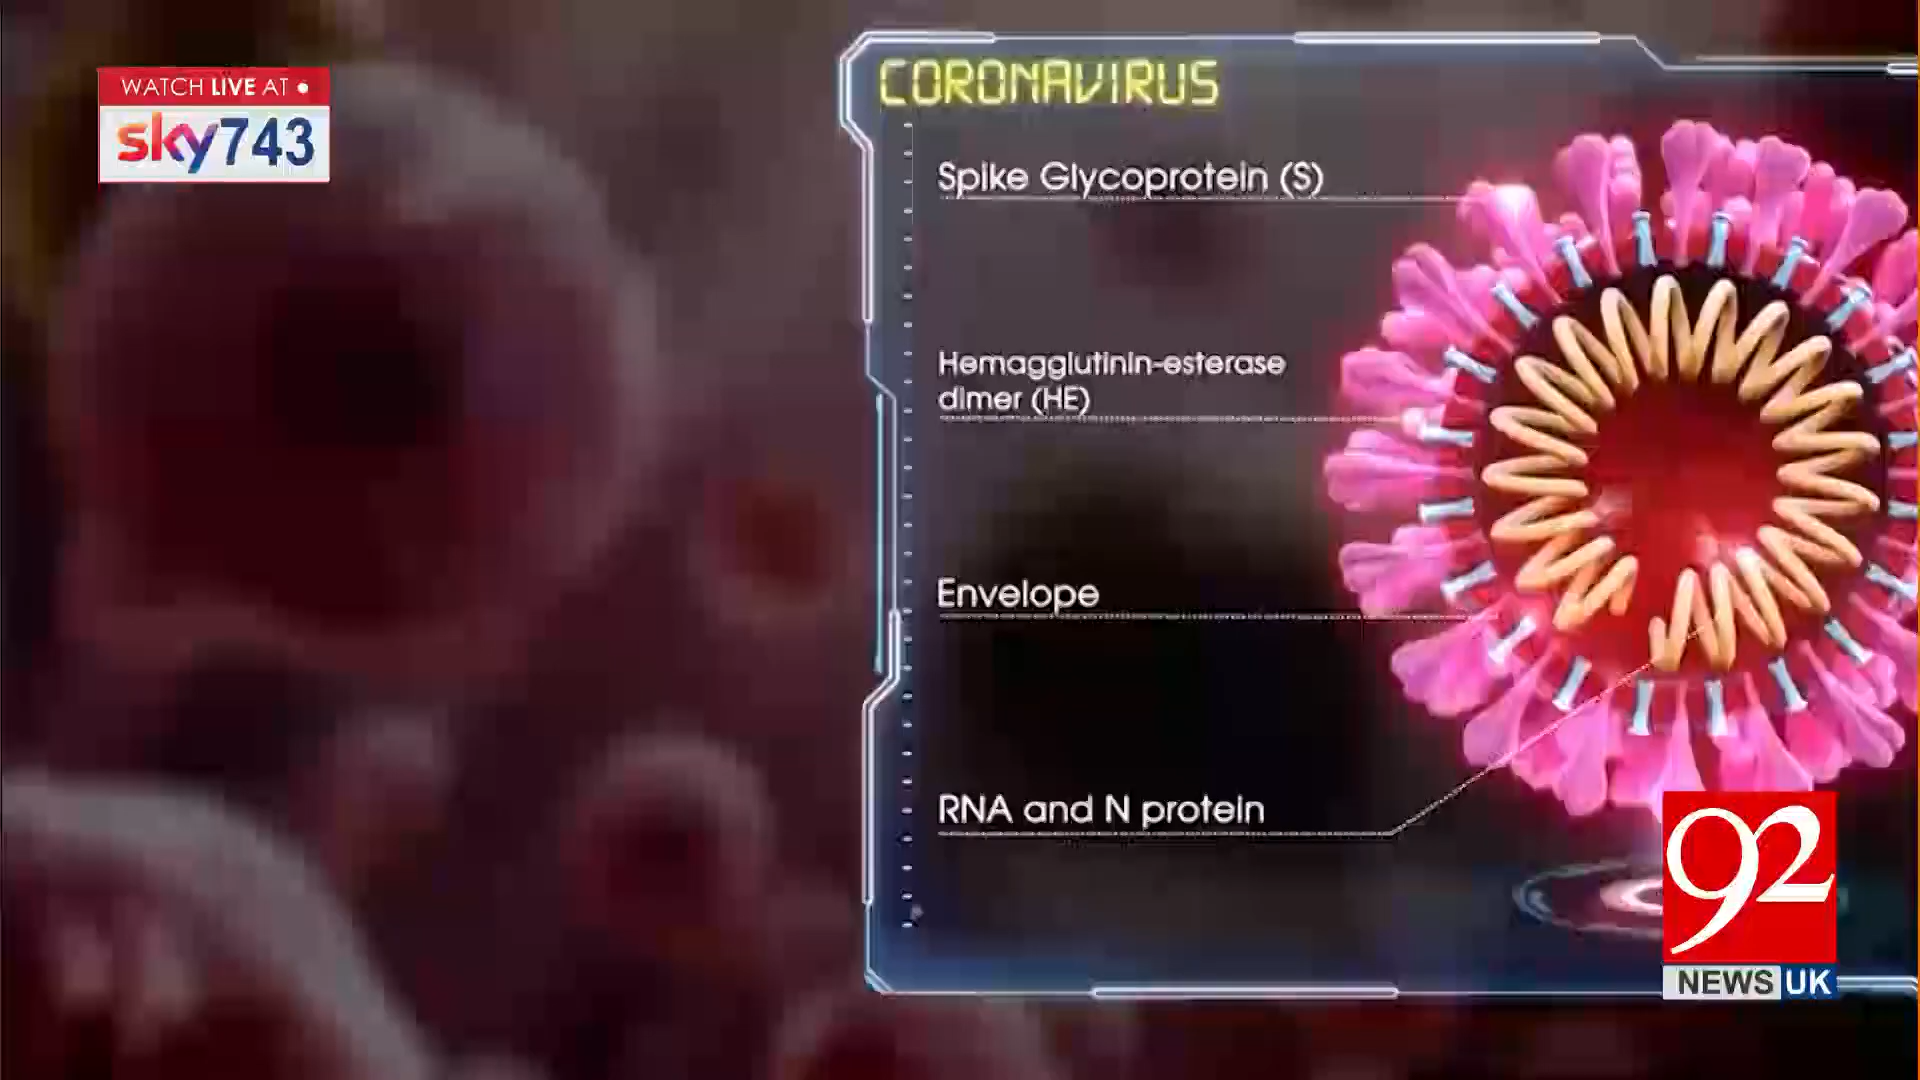 WATCH LIVE AT
sky743
CORONAVIRUS
Spike Glycoprotein (S)
Hemagglutinin-esterase
dimer (HE)
Envelope
RNA and N protein
92
NEWS UK